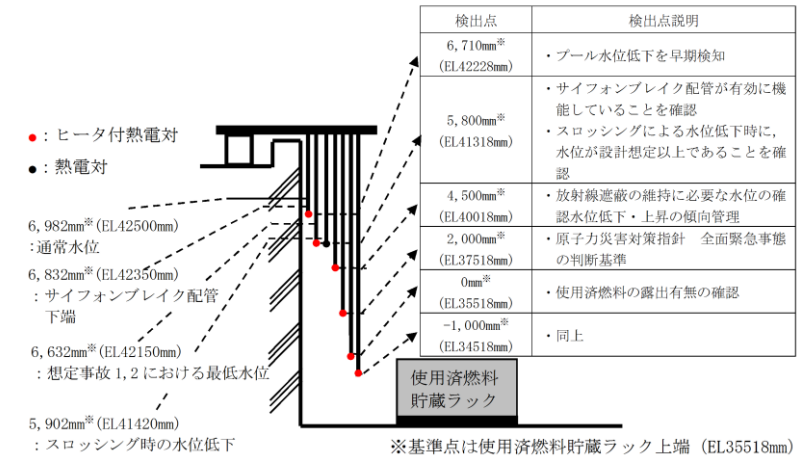 検出点 検出点説明
6,710mm※
(EL42228mm)
・プール水位低下を早期検知
5,800mm※
(EL41318mm)
・サイフォンブレイク配管が有効に機
能していることを確認
・スロッシングによる水位低下時に,
水位が設計想定以上であることを確
認
4,500mm※
(EL40018mm)
・放射線遮蔽の維持に必要な水位の確
認水位低下・上昇の傾向管理
2,000mm※
(EL37518mm)
・原子力災害対策指針 全面緊急事態
の判断基準
0mm※
(EL35518mm)
・使用済燃料の露出有無の確認
-1,000mm※
(EL34518mm)
・同上
●：ヒータ付熱電対
●：熱電対
6,982mm※(EL42500mm)
:通常水位
6,832mm※(EL42350mm)
：サイフォンブレイク配管
下端
6,632mm※(EL42150mm)
：想定事故1,2における最低水位
5,902mm※(EL41420mm)
：スロッシング時の水位低下
使用済燃料
貯蔵ラック
※基準点は使用済燃料貯蔵ラック上端 (EL35518mm)